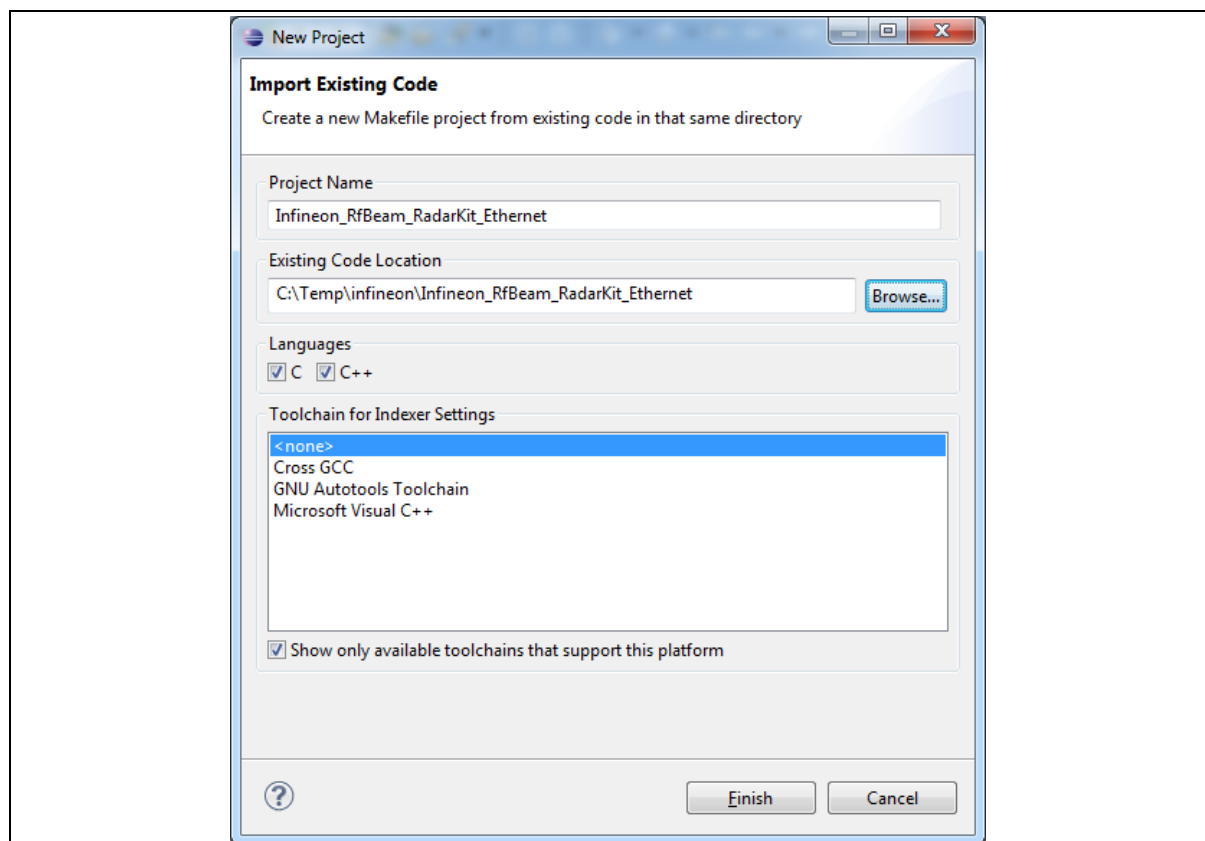 New Project
Import Existing Code
Create a new Makefile project from existing code in that same directory
Project Name
Infineon_RfBeam_RadarKit_Ethernet
Existing Code Location
C:\Temp\infineon\Infineon_RfBeam_RadarKit_Ethernet
Browse...
Languages
C C++
Toolchain for Indexer Settings
<none>
Cross GCC
GNU Autotools Toolchain
Microsoft Visual C++
Show only available toolchains that support this platform
? Finish Cancel